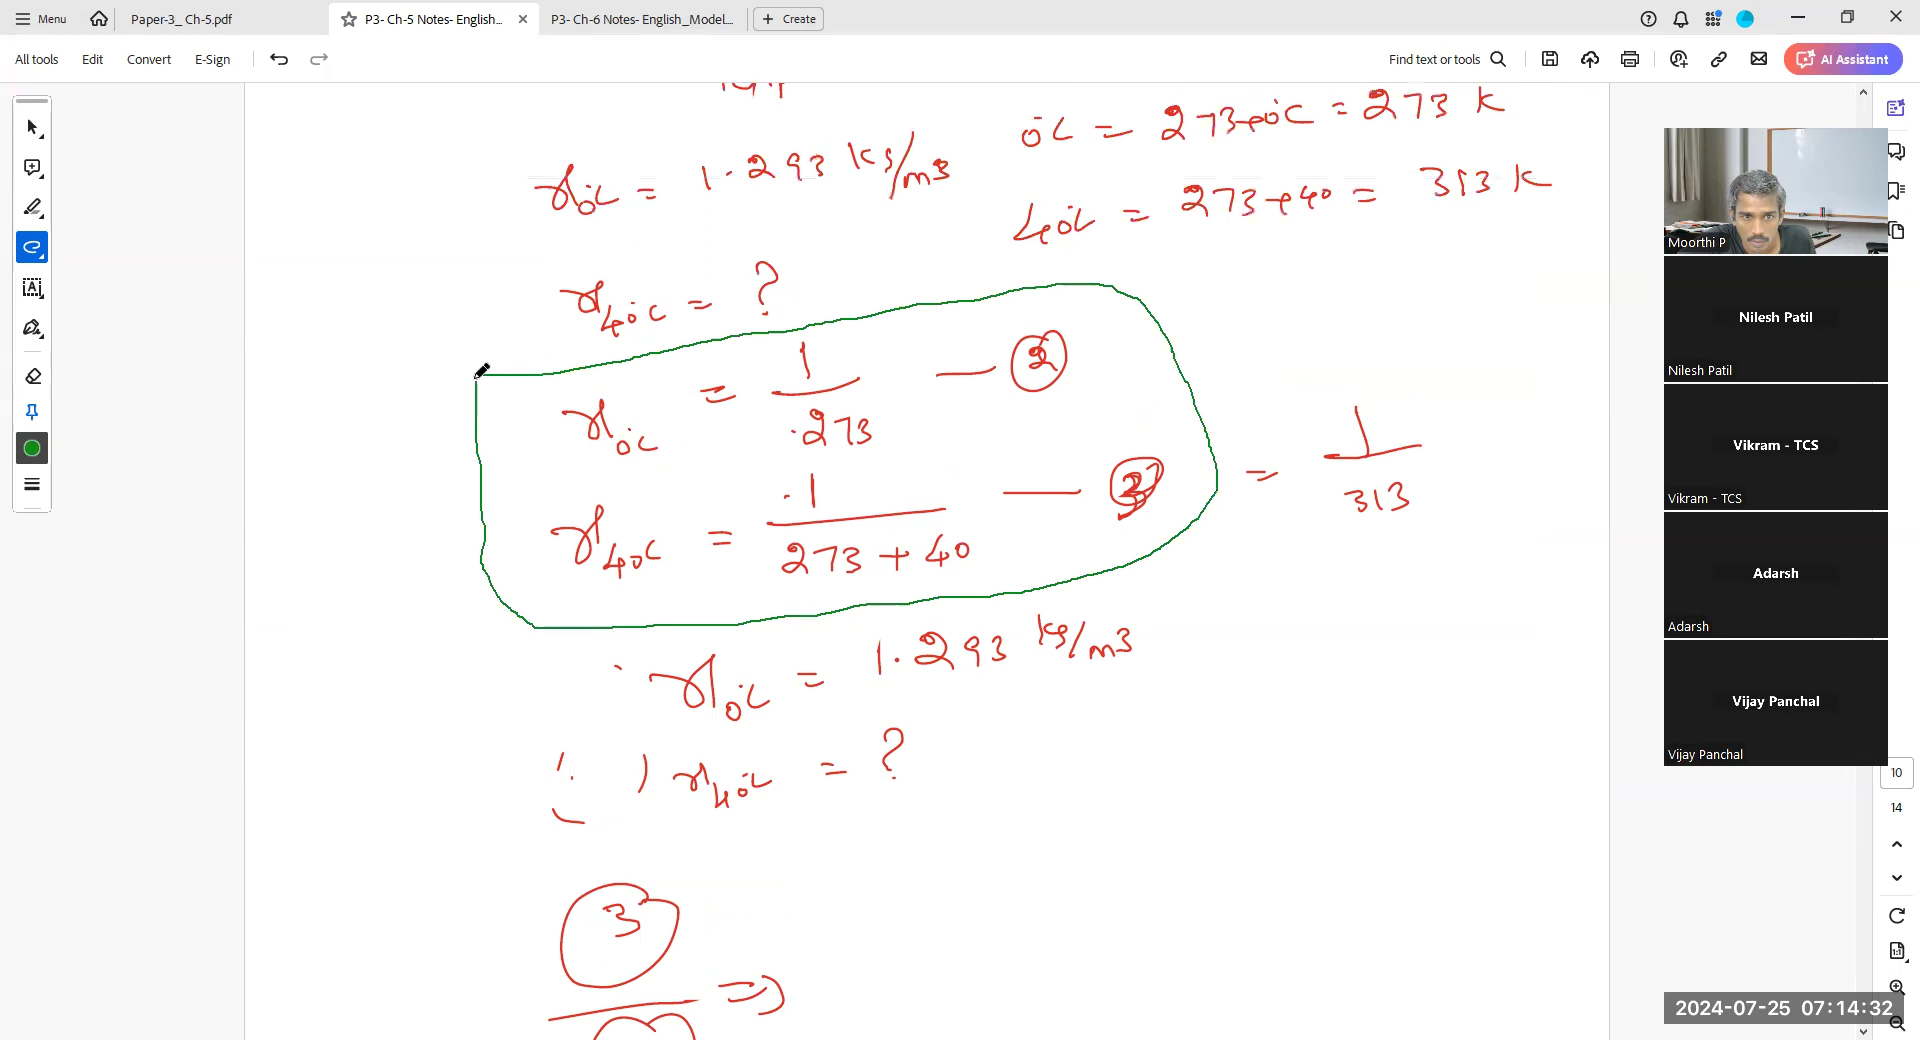 Menu
Paper-3_ Ch-5.pdf
P3- Ch-5 Notes- English...
P3- Ch-6 Notes- English_Model...
Create
All tools
Edit
Convert
E-Sign
Find text or tools
AI Assistant
0°C = 273+0°C = 273 K
γ0°C = 1.293 kg/m3
40°C = 273+40 = 313 K
γ40°C = ?
γ0°C = 1/273 — 2
γ40°C = 1/273 + 40 — 3 = 1/313
γ0°C = 1.293 kg/m3
γ40°C = ?
3
=>
Moorthi P
Nilesh Patil
Nilesh Patil
Vikram - TCS
Vikram - TCS
Adarsh
Adarsh
Vijay Panchal
Vijay Panchal
10
14
2024-07-25 07:14:32